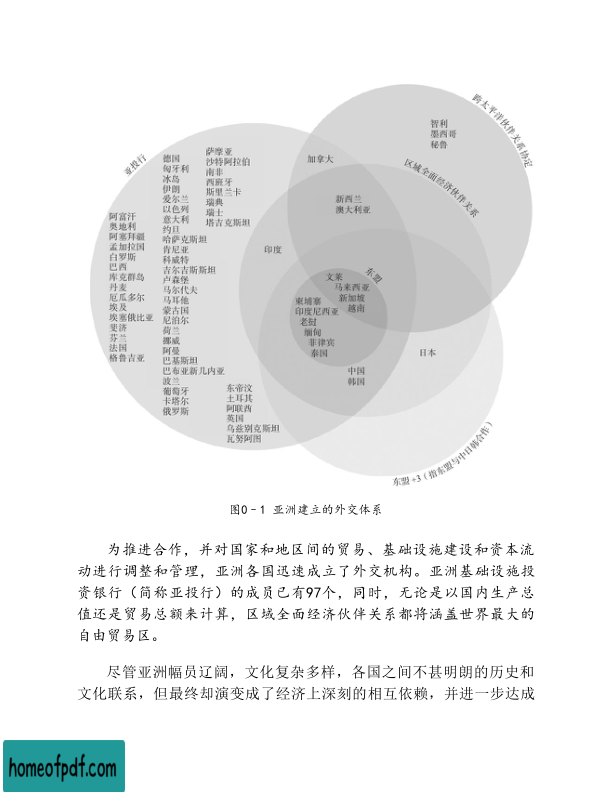 跨太平洋伙伴关系协定
智利
墨西哥
秘鲁
亚投行
加拿大
区域全面经济伙伴关系
新西兰
澳大利亚
印度
萨摩亚
沙特阿拉伯
南非
西班牙
斯里兰卡
瑞典
瑞士
塔吉克斯坦
德国
匈牙利
冰岛
伊朗
爱尔兰
以色列
意大利
约旦
哈萨克斯坦
肯尼亚
科威特
吉尔吉斯斯坦
卢森堡
马尔代夫
马耳他
蒙古国
尼泊尔
荷兰
挪威
阿曼
巴基斯坦
巴布亚新几内亚
波兰
葡萄牙
卡塔尔
俄罗斯
阿富汗
奥地利
阿塞拜疆
孟加拉国
白罗斯
巴西
库克群岛
丹麦
厄瓜多尔
埃及
埃塞俄比亚
斐济
芬兰
法国
格鲁吉亚
东帝汶
土耳其
阿联酋
英国
乌兹别克斯坦
瓦努阿图
东盟
文莱
马来西亚
新加坡
越南
柬埔寨
印度尼西亚
老挝
缅甸
菲律宾
泰国
日本
中国
韩国
东盟+3（指东盟与中日韩合作）
图0-1 亚洲建立的外交体系
为推进合作，并对国家和地区间的贸易、基础设施建设和资本流
动进行调整和管理，亚洲各国迅速成立了外交机构。亚洲基础设施投
资银行（简称亚投行）的成员已有97个，同时，无论是以国内生产总
值还是贸易总额来计算，区域全面经济伙伴关系都将涵盖世界最大的
自由贸易区。
尽管亚洲幅员辽阔，文化复杂多样，各国之间不甚明朗的历史和
文化联系，但最终却演变成了经济上深刻的相互依赖，并进一步达成
homeofpdf.com